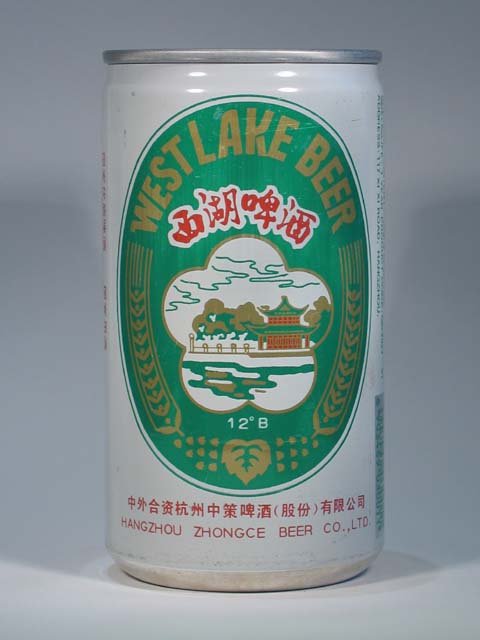 WEST LAKE BEER
西湖啤酒
12°B
中外合资杭州中策啤酒(股份)有限公司
HANGZHOU ZHONGCE BEER CO.,LTD.